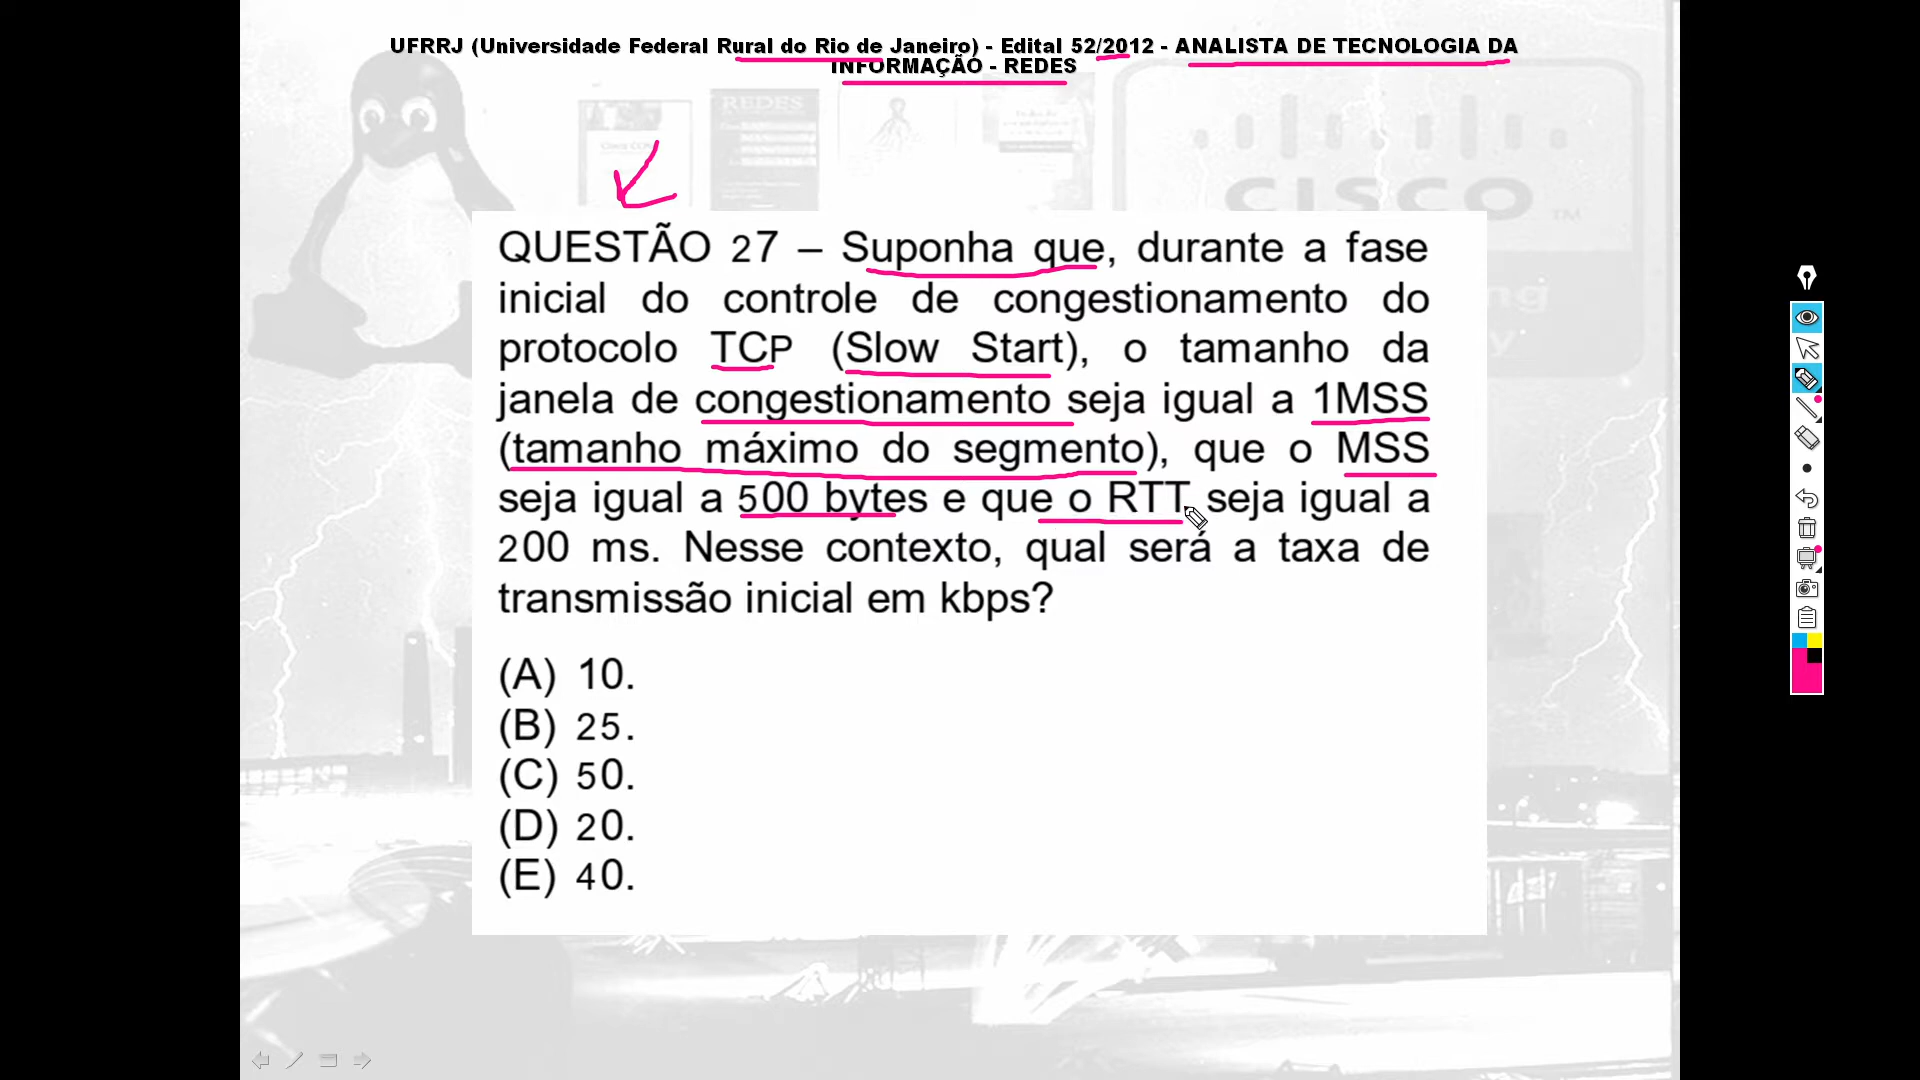 UFRRJ (Universidade Federal Rural do Rio de Janeiro) - Edital 52/2012 - ANALISTA DE TECNOLOGIA DA
INFORMAÇÃO - REDES
REDES
CISCO
TM
QUESTÃO 27 – Suponha que, durante a fase
inicial do controle de congestionamento do
protocolo TCP (Slow Start), o tamanho da
janela de congestionamento seja igual a 1MSS
(tamanho máximo do segmento), que o MSS
seja igual a 500 bytes e que o RTT seja igual a
200 ms. Nesse contexto, qual será a taxa de
transmissão inicial em kbps?
(A) 10.
(B) 25.
(C) 50.
(D) 20.
(E) 40.